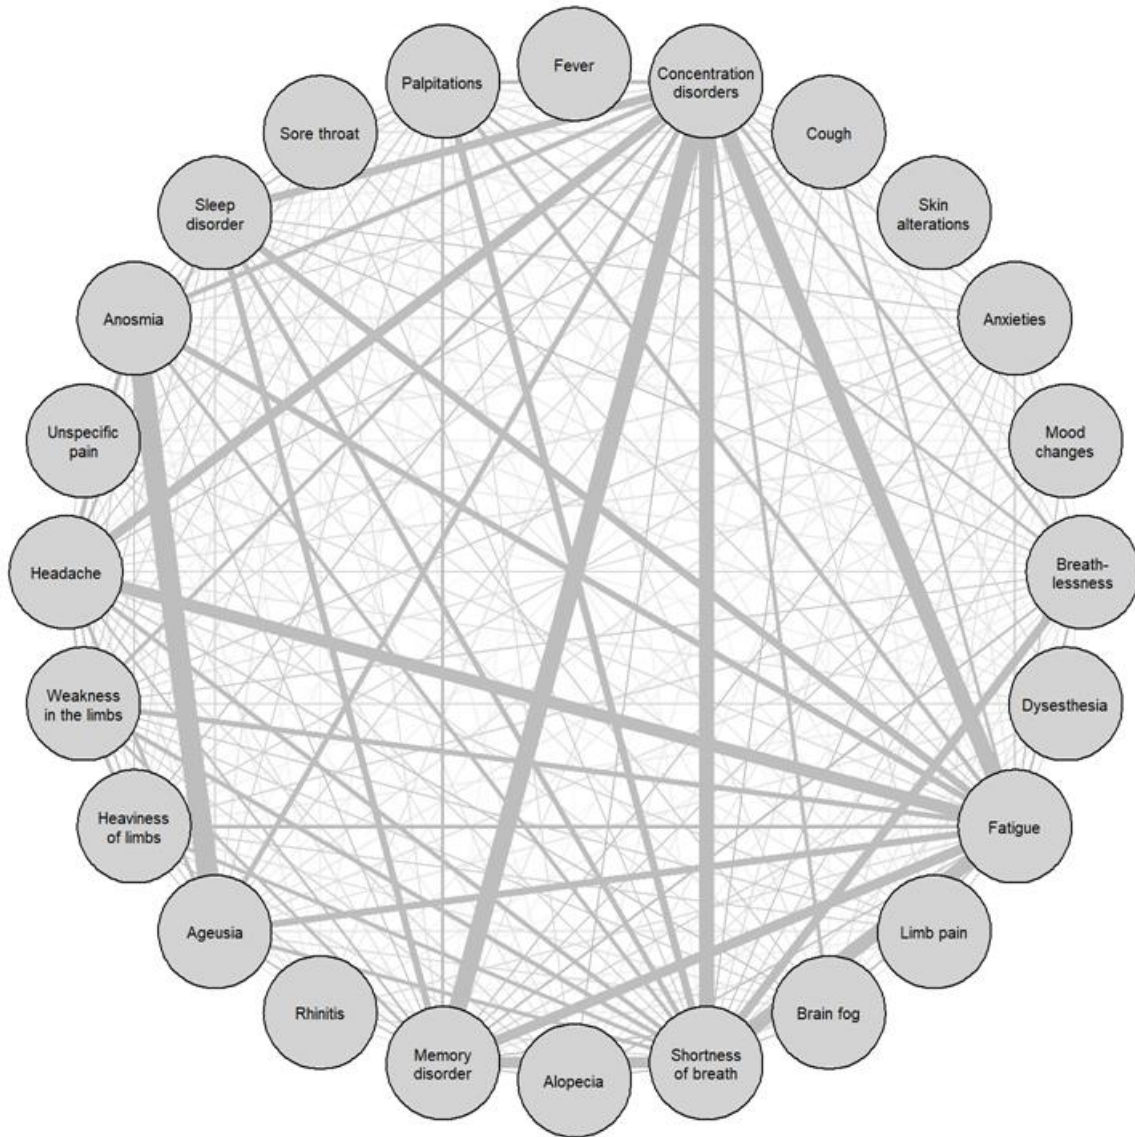 Fever
Concentration
disorders
Cough
Skin
alterations
Anxieties
Mood
changes
Breath-
lessness
Dysesthesia
Fatigue
Limb pain
Brain fog
Shortness
of breath
Alopecia
Memory
disorder
Rhinitis
Ageusia
Heaviness
of limbs
Weakness
in the limbs
Headache
Unspecific
pain
Anosmia
Sleep
disorder
Sore throat
Palpitations